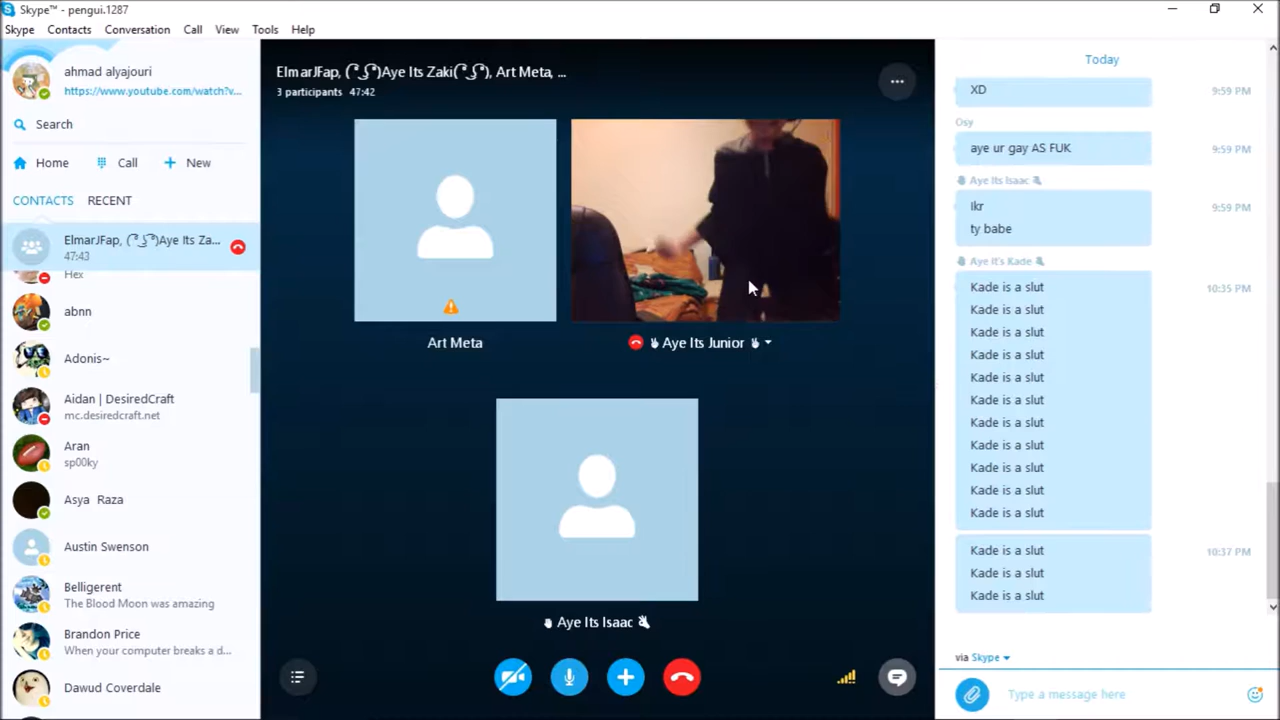 Skype™ - pengui.1287
Skype Contacts Conversation Call View Tools Help
ahmad alyajouri
https://www.youtube.com/watch?v...
Search
Home Call New
CONTACTS RECENT
ElmarJFap, ( ͡° ͜ʖ ͡°)Aye Its Za...
47:43
Hex
abnn
Adonis~
Aidan | DesiredCraft
mc.desiredcraft.net
Aran
sp00ky
Asya Raza
Austin Swenson
Belligerent
The Blood Moon was amazing
Brandon Price
When your computer breaks a d...
Dawud Coverdale
ElmarJFap, ( ͡° ͜ʖ ͡°)Aye Its Zaki( ͡° ͜ʖ ͡°), Art Meta, ...
3 participants 47:42
Art Meta
Aye Its Junior
Aye Its Isaac
Today
XD 9:59 PM
Osy
aye ur gay AS FUK 9:59 PM
Aye Its Isaac
Ikr 9:59 PM
ty babe
Aye It's Kade
Kade is a slut 10:35 PM
Kade is a slut
Kade is a slut
Kade is a slut
Kade is a slut
Kade is a slut
Kade is a slut
Kade is a slut
Kade is a slut
Kade is a slut
Kade is a slut
Kade is a slut 10:37 PM
Kade is a slut
Kade is a slut
via Skype
Type a message here